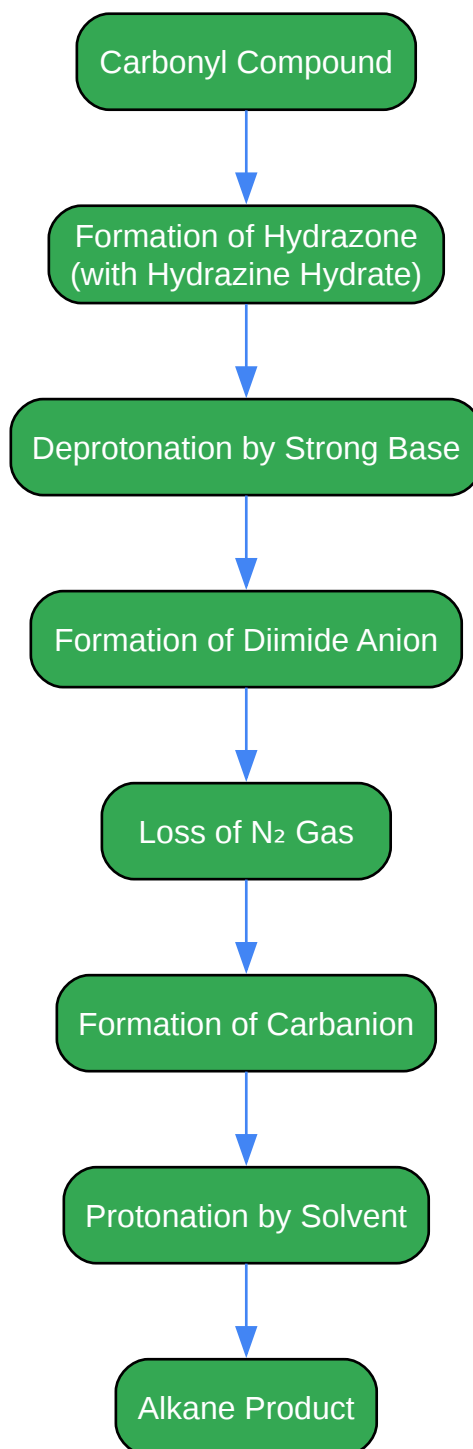 Carbonyl Compound
Formation of Hydrazone
(with Hydrazine Hydrate)
Deprotonation by Strong Base
Formation of Diimide Anion
Loss of N₂ Gas
Formation of Carbanion
Protonation by Solvent
Alkane Product